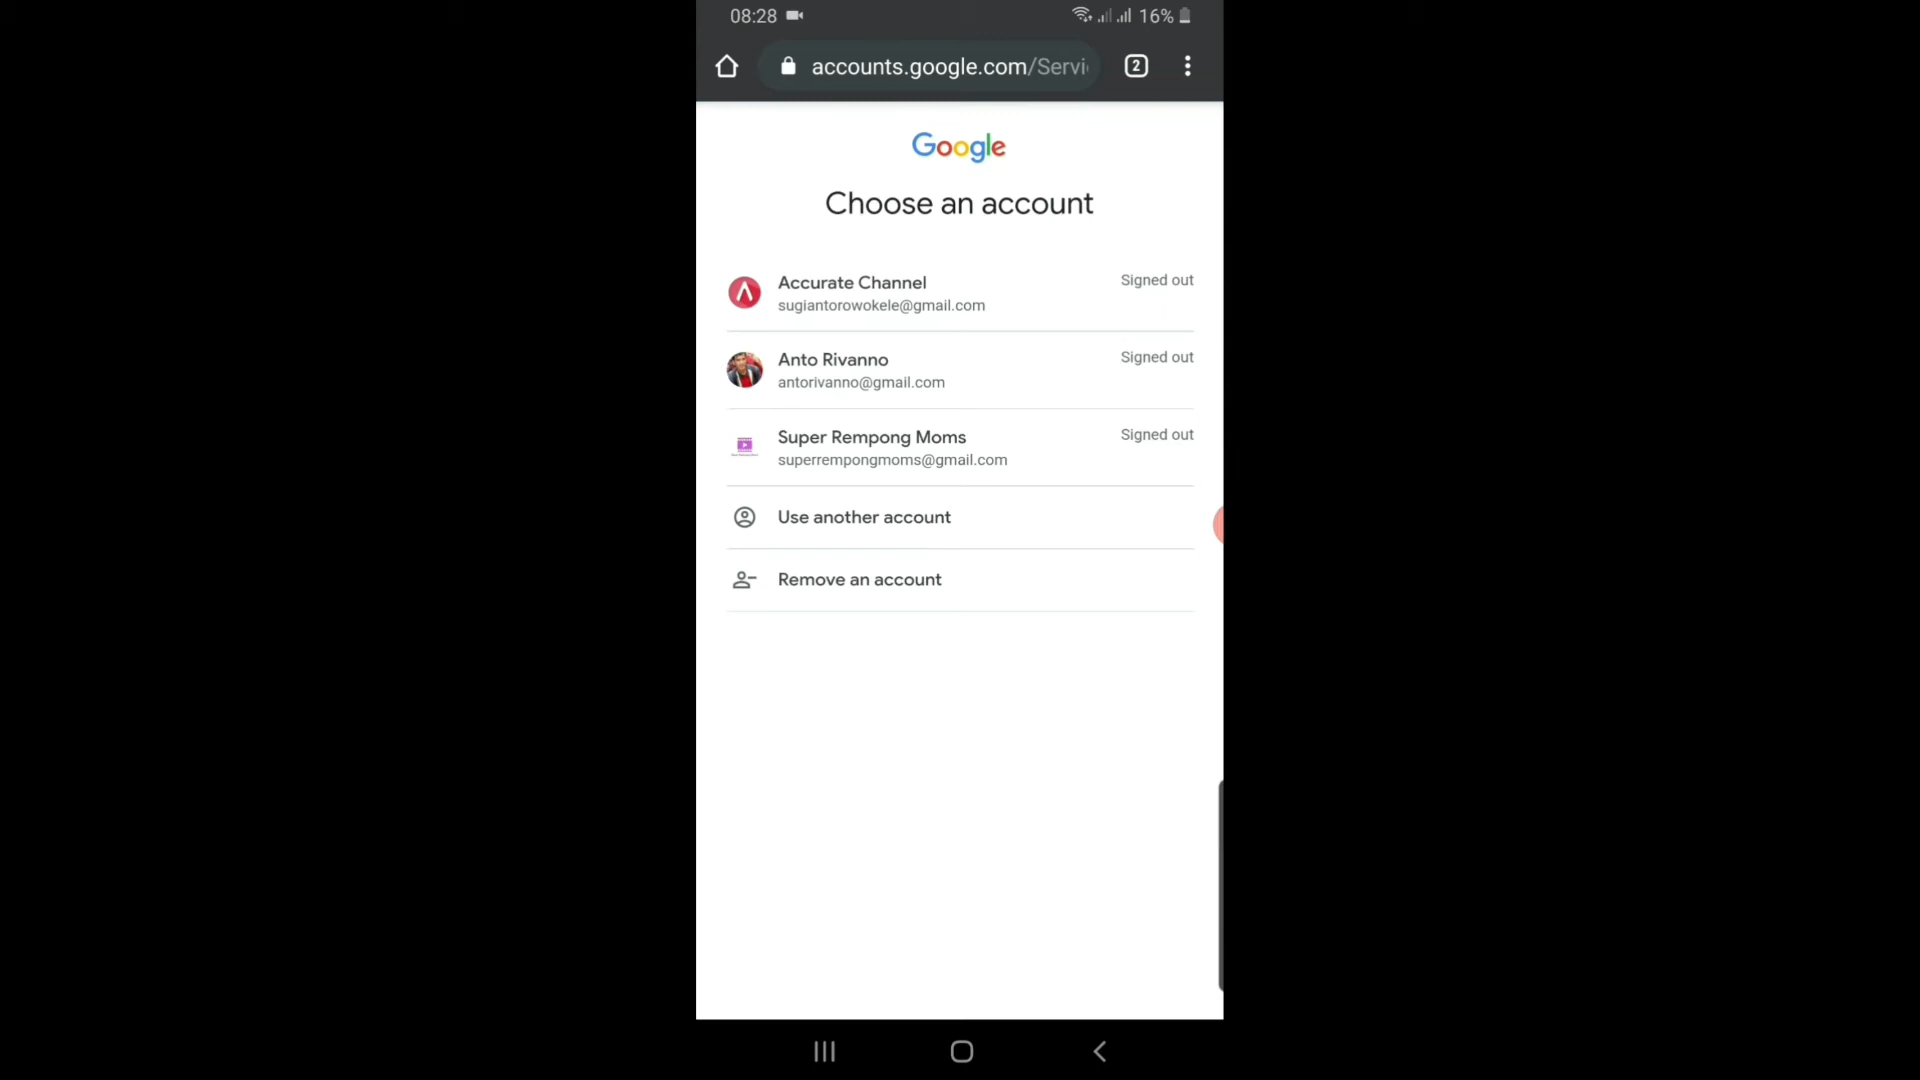 08:28 16%
accounts.google.com/Servi
2
Google
Choose an account
Accurate Channel Signed out
sugiantorowokele@gmail.com
Anto Rivanno Signed out
antorivanno@gmail.com
Super Rempong Moms Signed out
superrempongmoms@gmail.com
Use another account
Remove an account